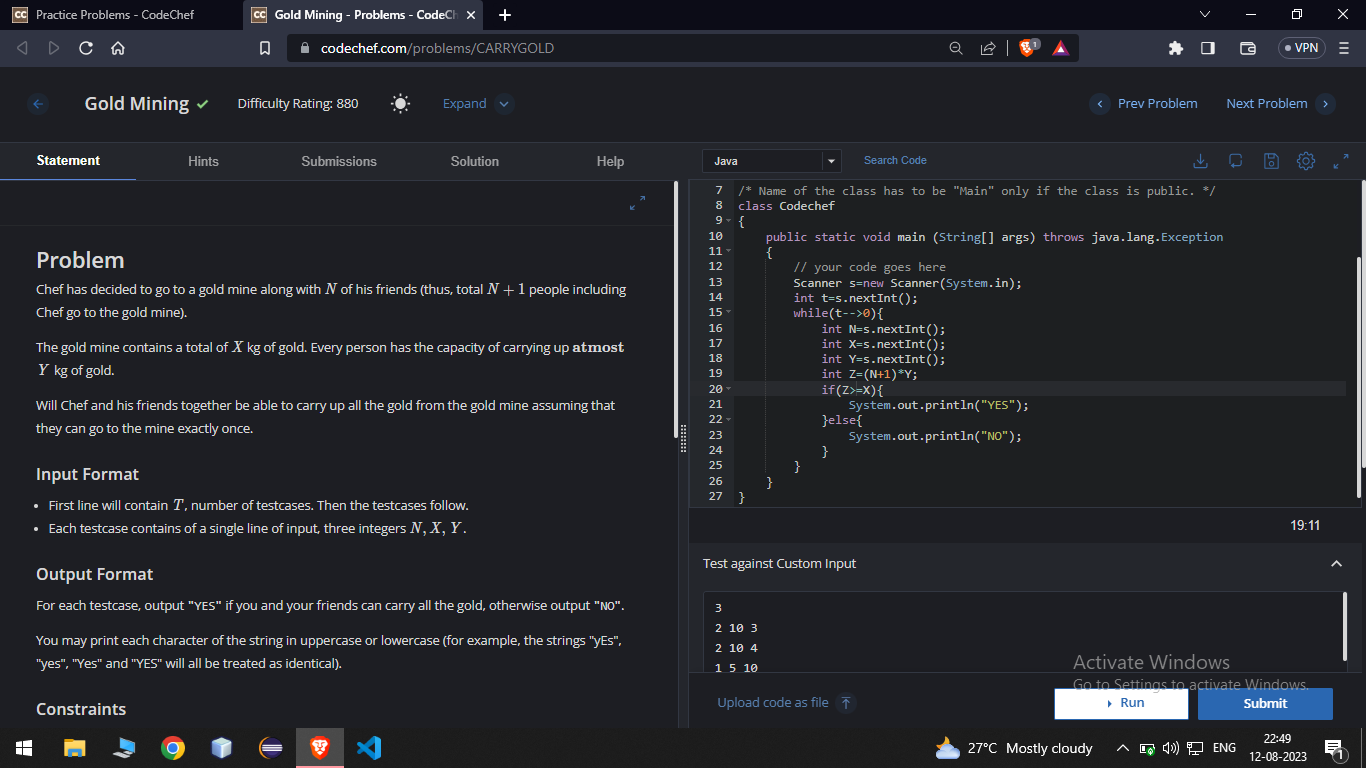 Practice Problems - CodeChef
Gold Mining - Problems - CodeCh
codechef.com/problems/CARRYGOLD
1
VPN
Gold Mining
Difficulty Rating: 880
Expand
Prev Problem
Next Problem
Statement
Hints
Submissions
Solution
Help
Java
Search Code
Problem
Chef has decided to go to a gold mine along with N of his friends (thus, total N + 1 people including
Chef go to the gold mine).
The gold mine contains a total of X kg of gold. Every person has the capacity of carrying up atmost
Y kg of gold.
Will Chef and his friends together be able to carry up all the gold from the gold mine assuming that
they can go to the mine exactly once.
Input Format
• First line will contain T, number of testcases. Then the testcases follow.
• Each testcase contains of a single line of input, three integers N, X, Y.
Output Format
For each testcase, output "YES" if you and your friends can carry all the gold, otherwise output "NO".
You may print each character of the string in uppercase or lowercase (for example, the strings "yEs",
"yes", "Yes" and "YES" will all be treated as identical).
Constraints
7 /* Name of the class has to be "Main" only if the class is public. */
8 class Codechef
9 {
10 public static void main (String[] args) throws java.lang.Exception
11 {
12 // your code goes here
13 Scanner s=new Scanner(System.in);
14 int t=s.nextInt();
15 while(t-->0){
16 int N=s.nextInt();
17 int X=s.nextInt();
18 int Y=s.nextInt();
19 int Z=(N+1)*Y;
20 if(Z>=X){
21 System.out.println("YES");
22 }else{
23 System.out.println("NO");
24 }
25 }
26 }
27 }
19:11
Test against Custom Input
3
2 10 3
2 10 4
1 5 10
Activate Windows
Go to Settings to activate Windows.
Upload code as file
Run
Submit
27°C Mostly cloudy
ENG
22:49
12-08-2023
1